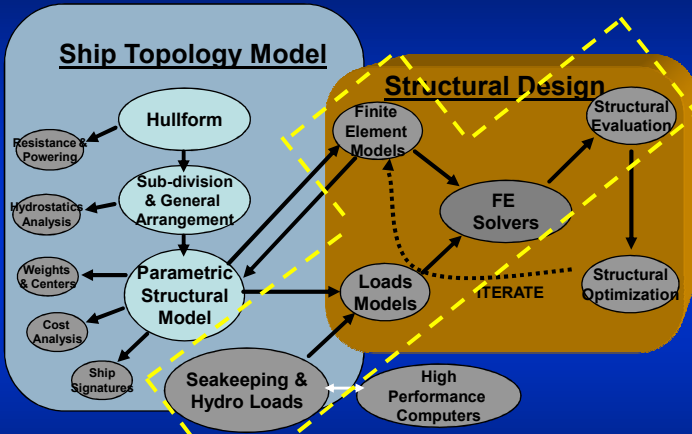 Ship Topology Model
Hullform
Resistance &
Powering
Sub-division
& General
Arrangement
Hydrostatics
Analysis
Parametric
Structural
Model
Weights
& Centers
Cost
Analysis
Ship
Signatures
Seakeeping &
Hydro Loads
High
Performance
Computers
Structural Design
Finite
Element
Models
Structural
Evaluation
FE
Solvers
Loads
Models
ITERATE
Structural
Optimization